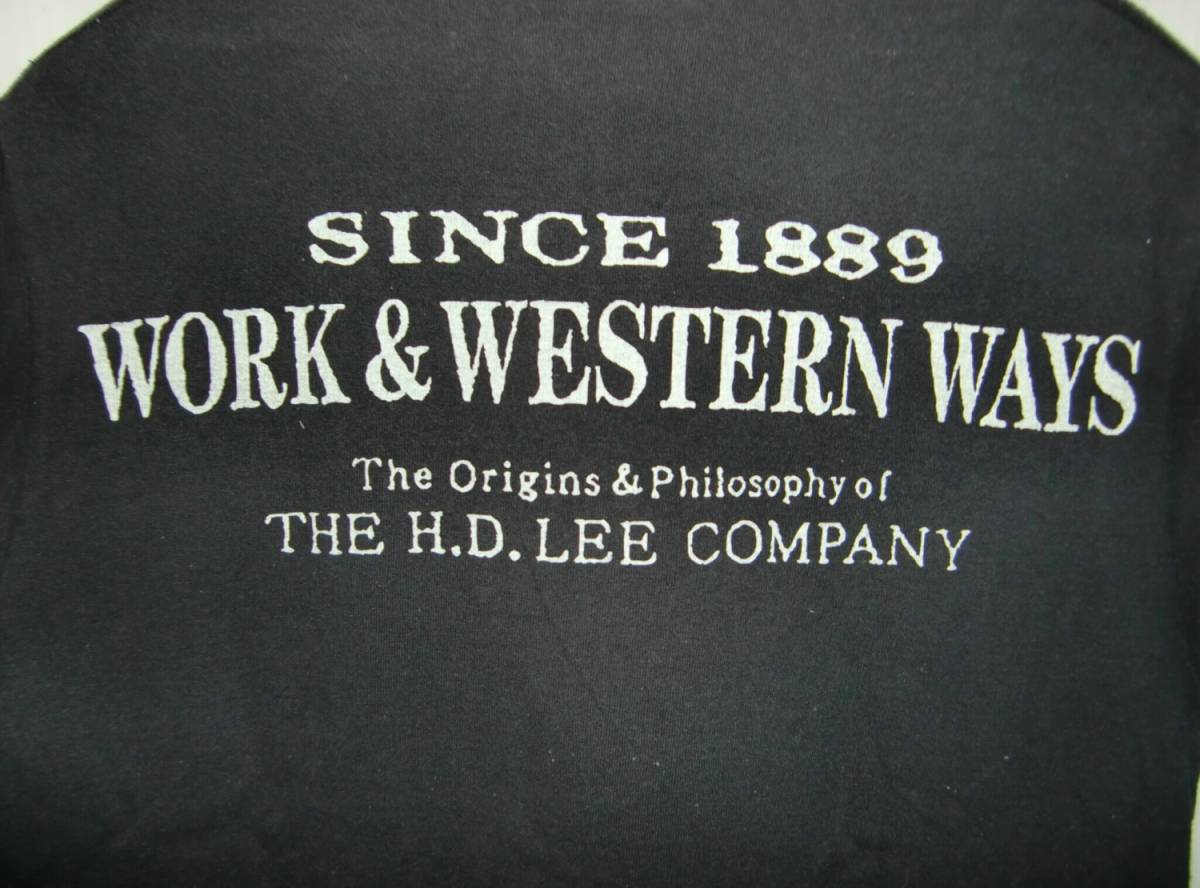 SINCE 1889
WORK & WESTERN WAYS
The Origins & Philosophy of
THE H.D. LEE COMPANY